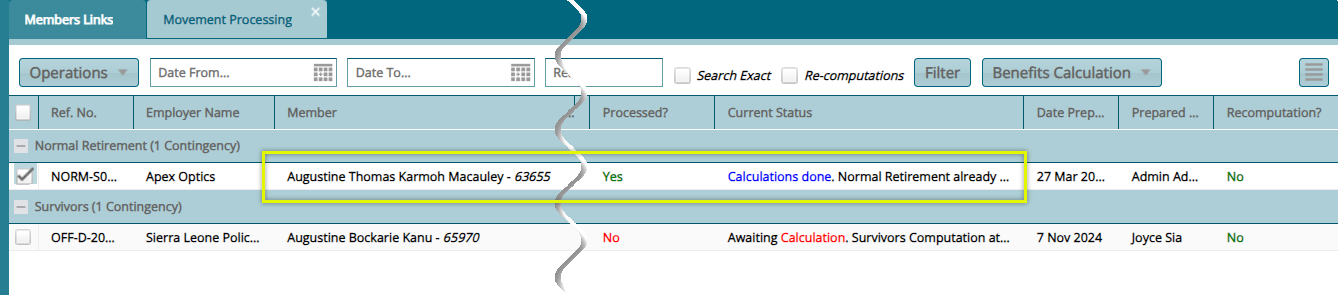 Members Links
Movement Processing
Operations Date From... Date To... Search Exact Re-computations Filter Benefits Calculation
Ref. No. Employer Name Member ... Processed? Current Status Date Prep... Prepared ... Recomputation?
Normal Retirement (1 Contingency)
NORM-S0... Apex Optics Augustine Thomas Karmoh Macauley - 63655 Yes Calculations done. Normal Retirement already ... 27 Mar 20... Admin Ad... No
Survivors (1 Contingency)
OFF-D-20... Sierra Leone Polic... Augustine Bockarie Kanu - 65970 No Awaiting Calculation. Survivors Computation at... 7 Nov 2024 Joyce Sia No